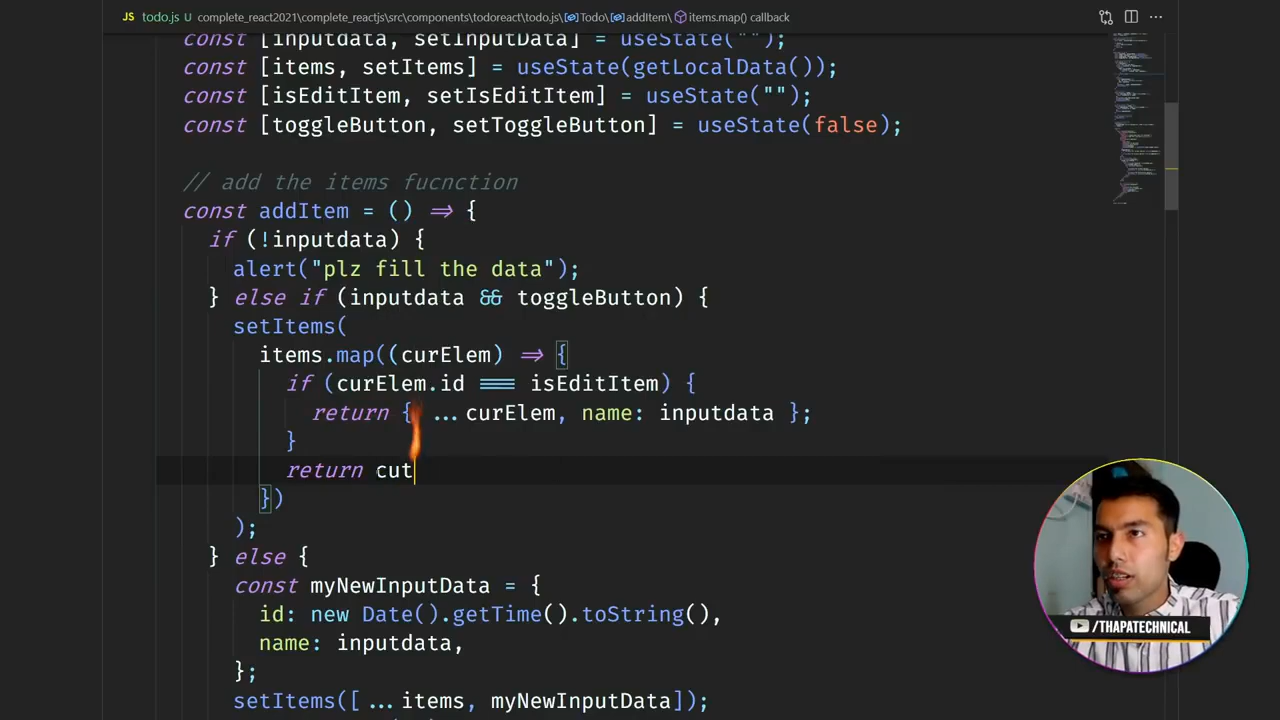 JS todo.js U complete_react2021\complete_reactjs\src\components\todoreact\todo.js\Todo\addItem\items.map() callback
const [inputdata, setInputData] = useState("");
const [items, setItems] = useState(getLocalData());
const [isEditItem, setIsEditItem] = useState("");
const [toggleButton, setToggleButton] = useState(false);
// add the items fucnction
const addItem = () => {
if (!inputdata) {
alert("plz fill the data");
} else if (inputdata && toggleButton) {
setItems(
items.map((curElem) => {
if (curElem.id === isEditItem) {
return { ...curElem, name: inputdata };
}
return cut
})
);
} else {
const myNewInputData = {
id: new Date().getTime().toString(),
name: inputdata,
};
setItems([...items, myNewInputData]);
/THAPATECHNICAL